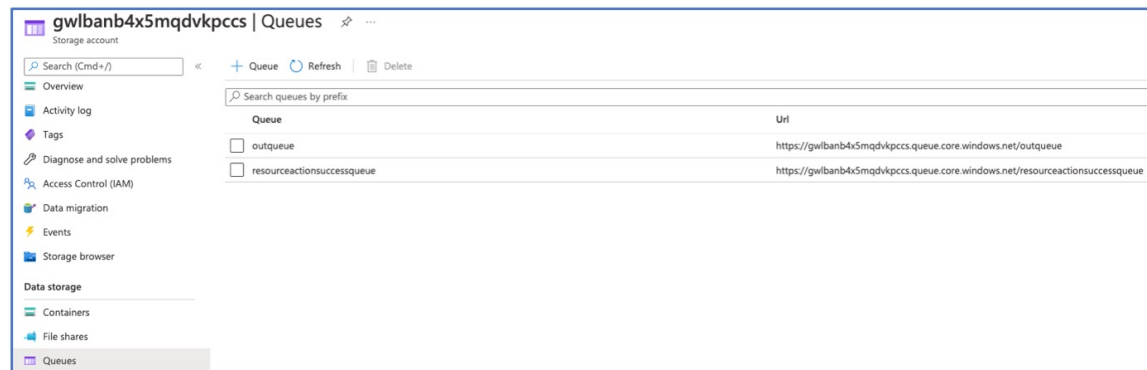 gwlbanb4x5mqdvkpccs | Queues ...
Storage account
Search (Cmd+/) «
Queue Refresh Delete
Overview
Search queues by prefix
Activity log
Queue Url
Tags
outqueue https://gwlbanb4x5mqdvkpccs.queue.core.windows.net/outqueue
Diagnose and solve problems
resourceactionsuccessqueue https://gwlbanb4x5mqdvkpccs.queue.core.windows.net/resourceactionsuccessqueue
Access Control (IAM)
Data migration
Events
Storage browser
Data storage
Containers
File shares
Queues